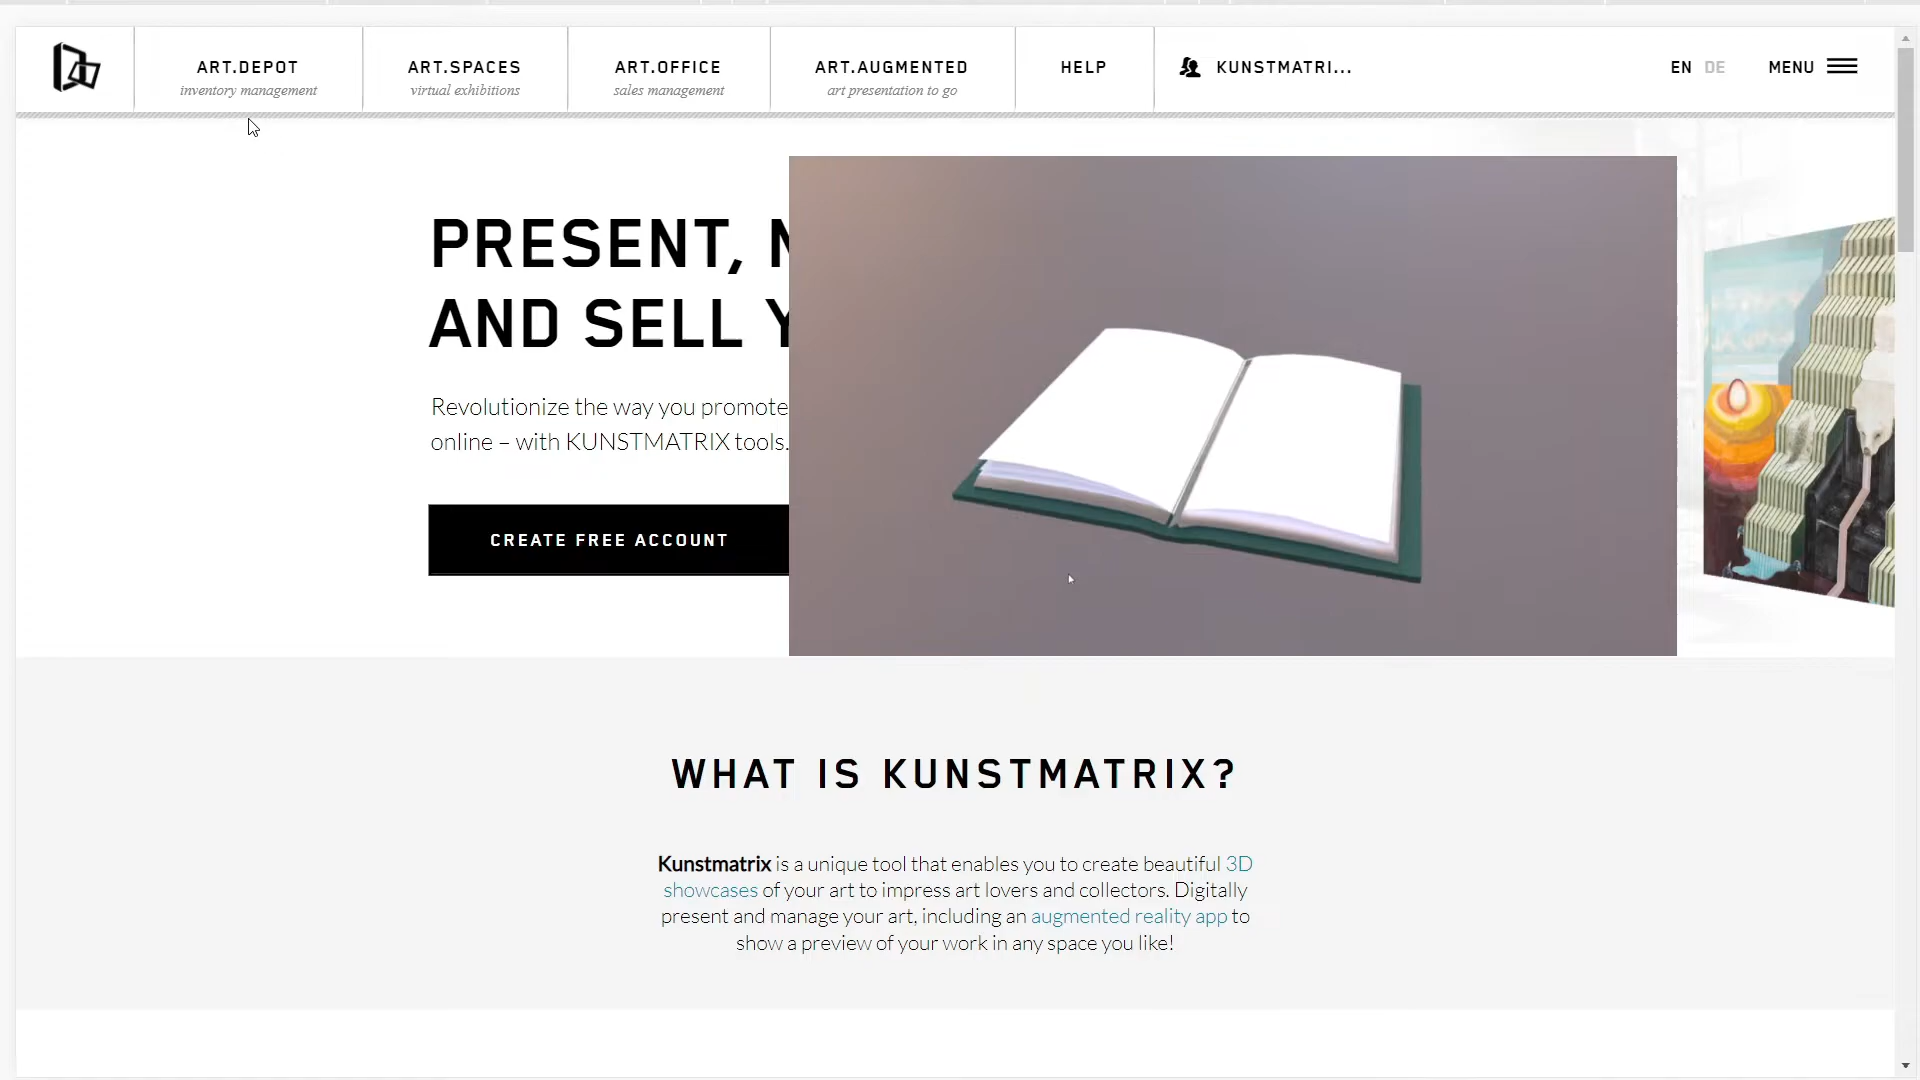 ART.DEPOT
inventory management
ART.SPACES
virtual exhibitions
ART.OFFICE
sales management
ART.AUGMENTED
art presentation to go
HELP
KUNSTMATRI...
EN DE
MENU
PRESENT,
AND SELL
Revolutionize the way you promote
online – with KUNSTMATRIX tools.
CREATE FREE ACCOUNT
WHAT IS KUNSTMATRIX?
Kunstmatrix is a unique tool that enables you to create beautiful 3D
showcases of your art to impress art lovers and collectors. Digitally
present and manage your art, including an augmented reality app to
show a preview of your work in any space you like!